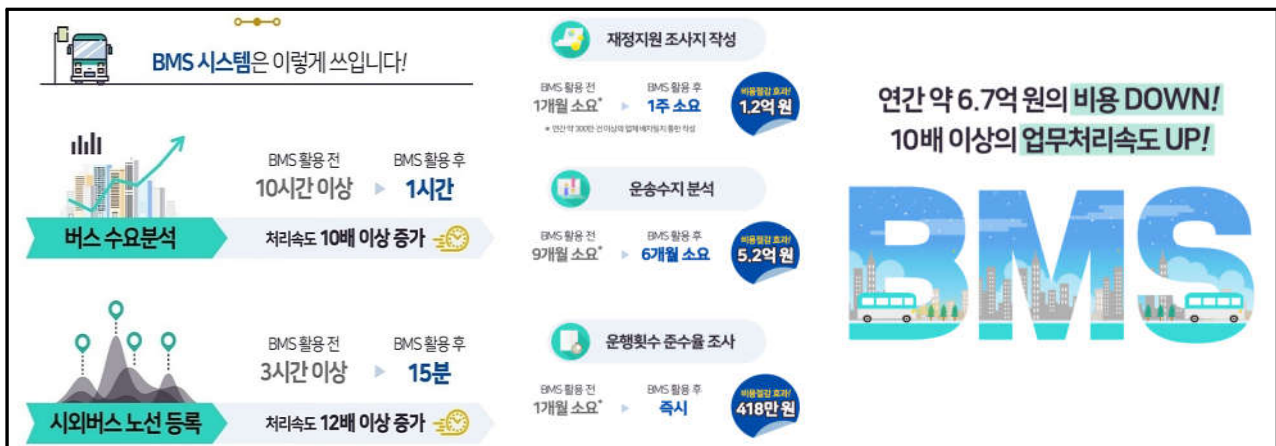 BMS 시스템은 이렇게 쓰입니다!
BMS 활용 전
10시간 이상
BMS 활용 후
1시간
버스 수요분석
처리속도 10배 이상 증가
BMS 활용 전
3시간 이상
BMS 활용 후
15분
시외버스 노선 등록
처리속도 12배 이상 증가
재정지원 조사지 작성
BMS 활용 전
1개월 소요*
BMS 활용 후
1주 소요
비용절감 효과!
1.2억 원
* 연간 약 300만 건 이상의
운송수지 분석
BMS 활용 전
9개월 소요*
BMS 활용 후
6개월 소요
비용절감 효과!
5.2억 원
운행횟수 준수율 조사
BMS 활용 전
1개월 소요*
BMS 활용 후
즉시
비용절감 효과!
418만 원
연간 약 6.7억 원의 비용 DOWN!
10배 이상의 업무처리속도 UP!
BMS